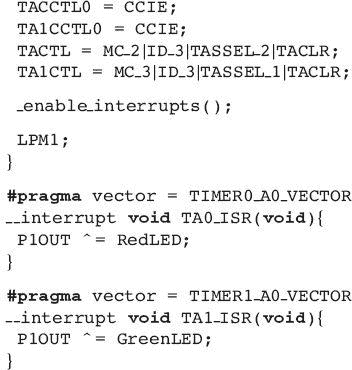 TACCTL0 = CCIE;
TA1CCTL0 = CCIE;
TACTL = MC_2|ID_3|TASSEL_2|TACLR;
TA1CTL = MC_3|ID_3|TASSEL_1|TACLR;
_enable_interrupts();
LPM1;
}
#pragma vector = TIMER0_A0_VECTOR
__interrupt void TA0_ISR(void){
P1OUT ^= RedLED;
}
#pragma vector = TIMER1_A0_VECTOR
__interrupt void TA1_ISR(void){
P1OUT ^= GreenLED;
}